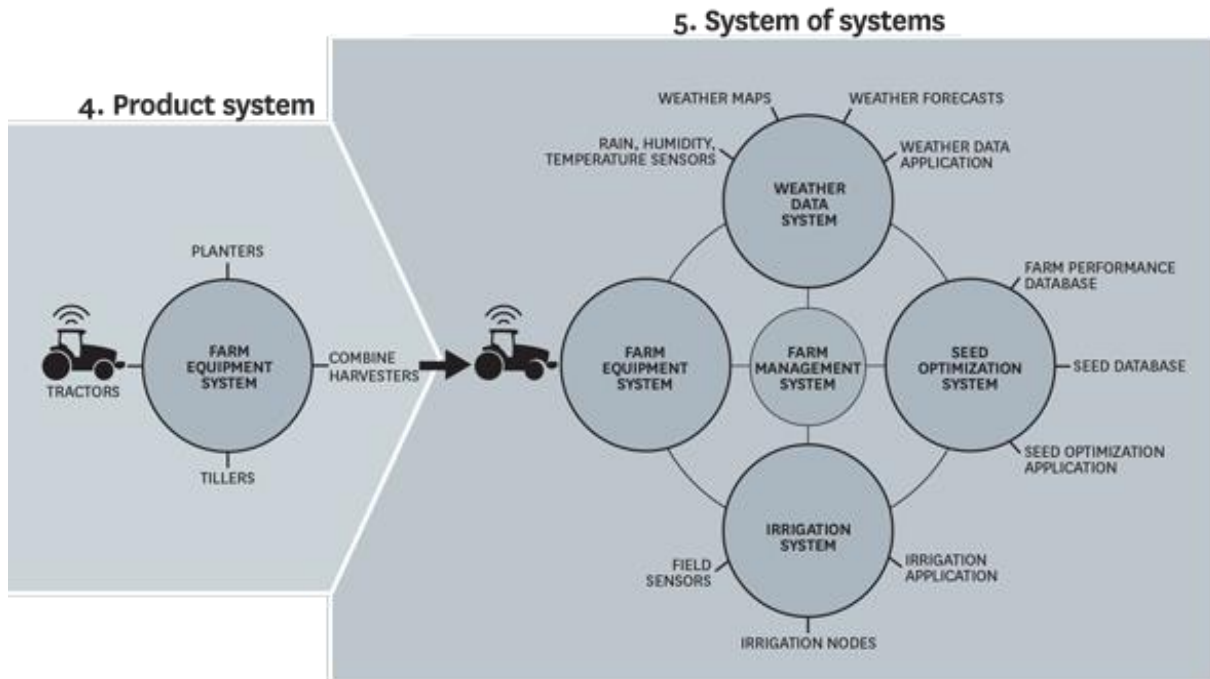 5. System of systems
4. Product system
PLANTERS
TRACTORS
FARM
EQUIPMENT
SYSTEM
COMBINE
HARVESTERS
TILLERS
WEATHER MAPS
WEATHER FORECASTS
RAIN, HUMIDITY,
TEMPERATURE SENSORS
WEATHER DATA
APPLICATION
WEATHER
DATA
SYSTEM
FARM
EQUIPMENT
SYSTEM
FARM
MANAGEMENT
SYSTEM
SEED
OPTIMIZATION
SYSTEM
FARM PERFORMANCE
DATABASE
SEED DATABASE
SEED OPTIMIZATION
APPLICATION
IRRIGATION
SYSTEM
FIELD
SENSORS
IRRIGATION
APPLICATION
IRRIGATION NODES